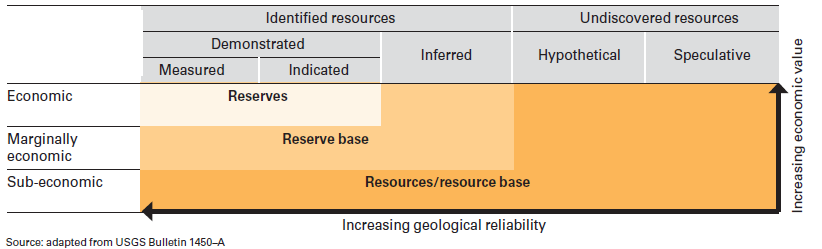 Identified resources
Undiscovered resources
Demonstrated
Inferred
Hypothetical
Speculative
Measured
Indicated
Economic
Reserves
Marginally
economic
Reserve base
Sub-economic
Resources/resource base
Increasing economic value
Increasing geological reliability
Source: adapted from USGS Bulletin 1450–A